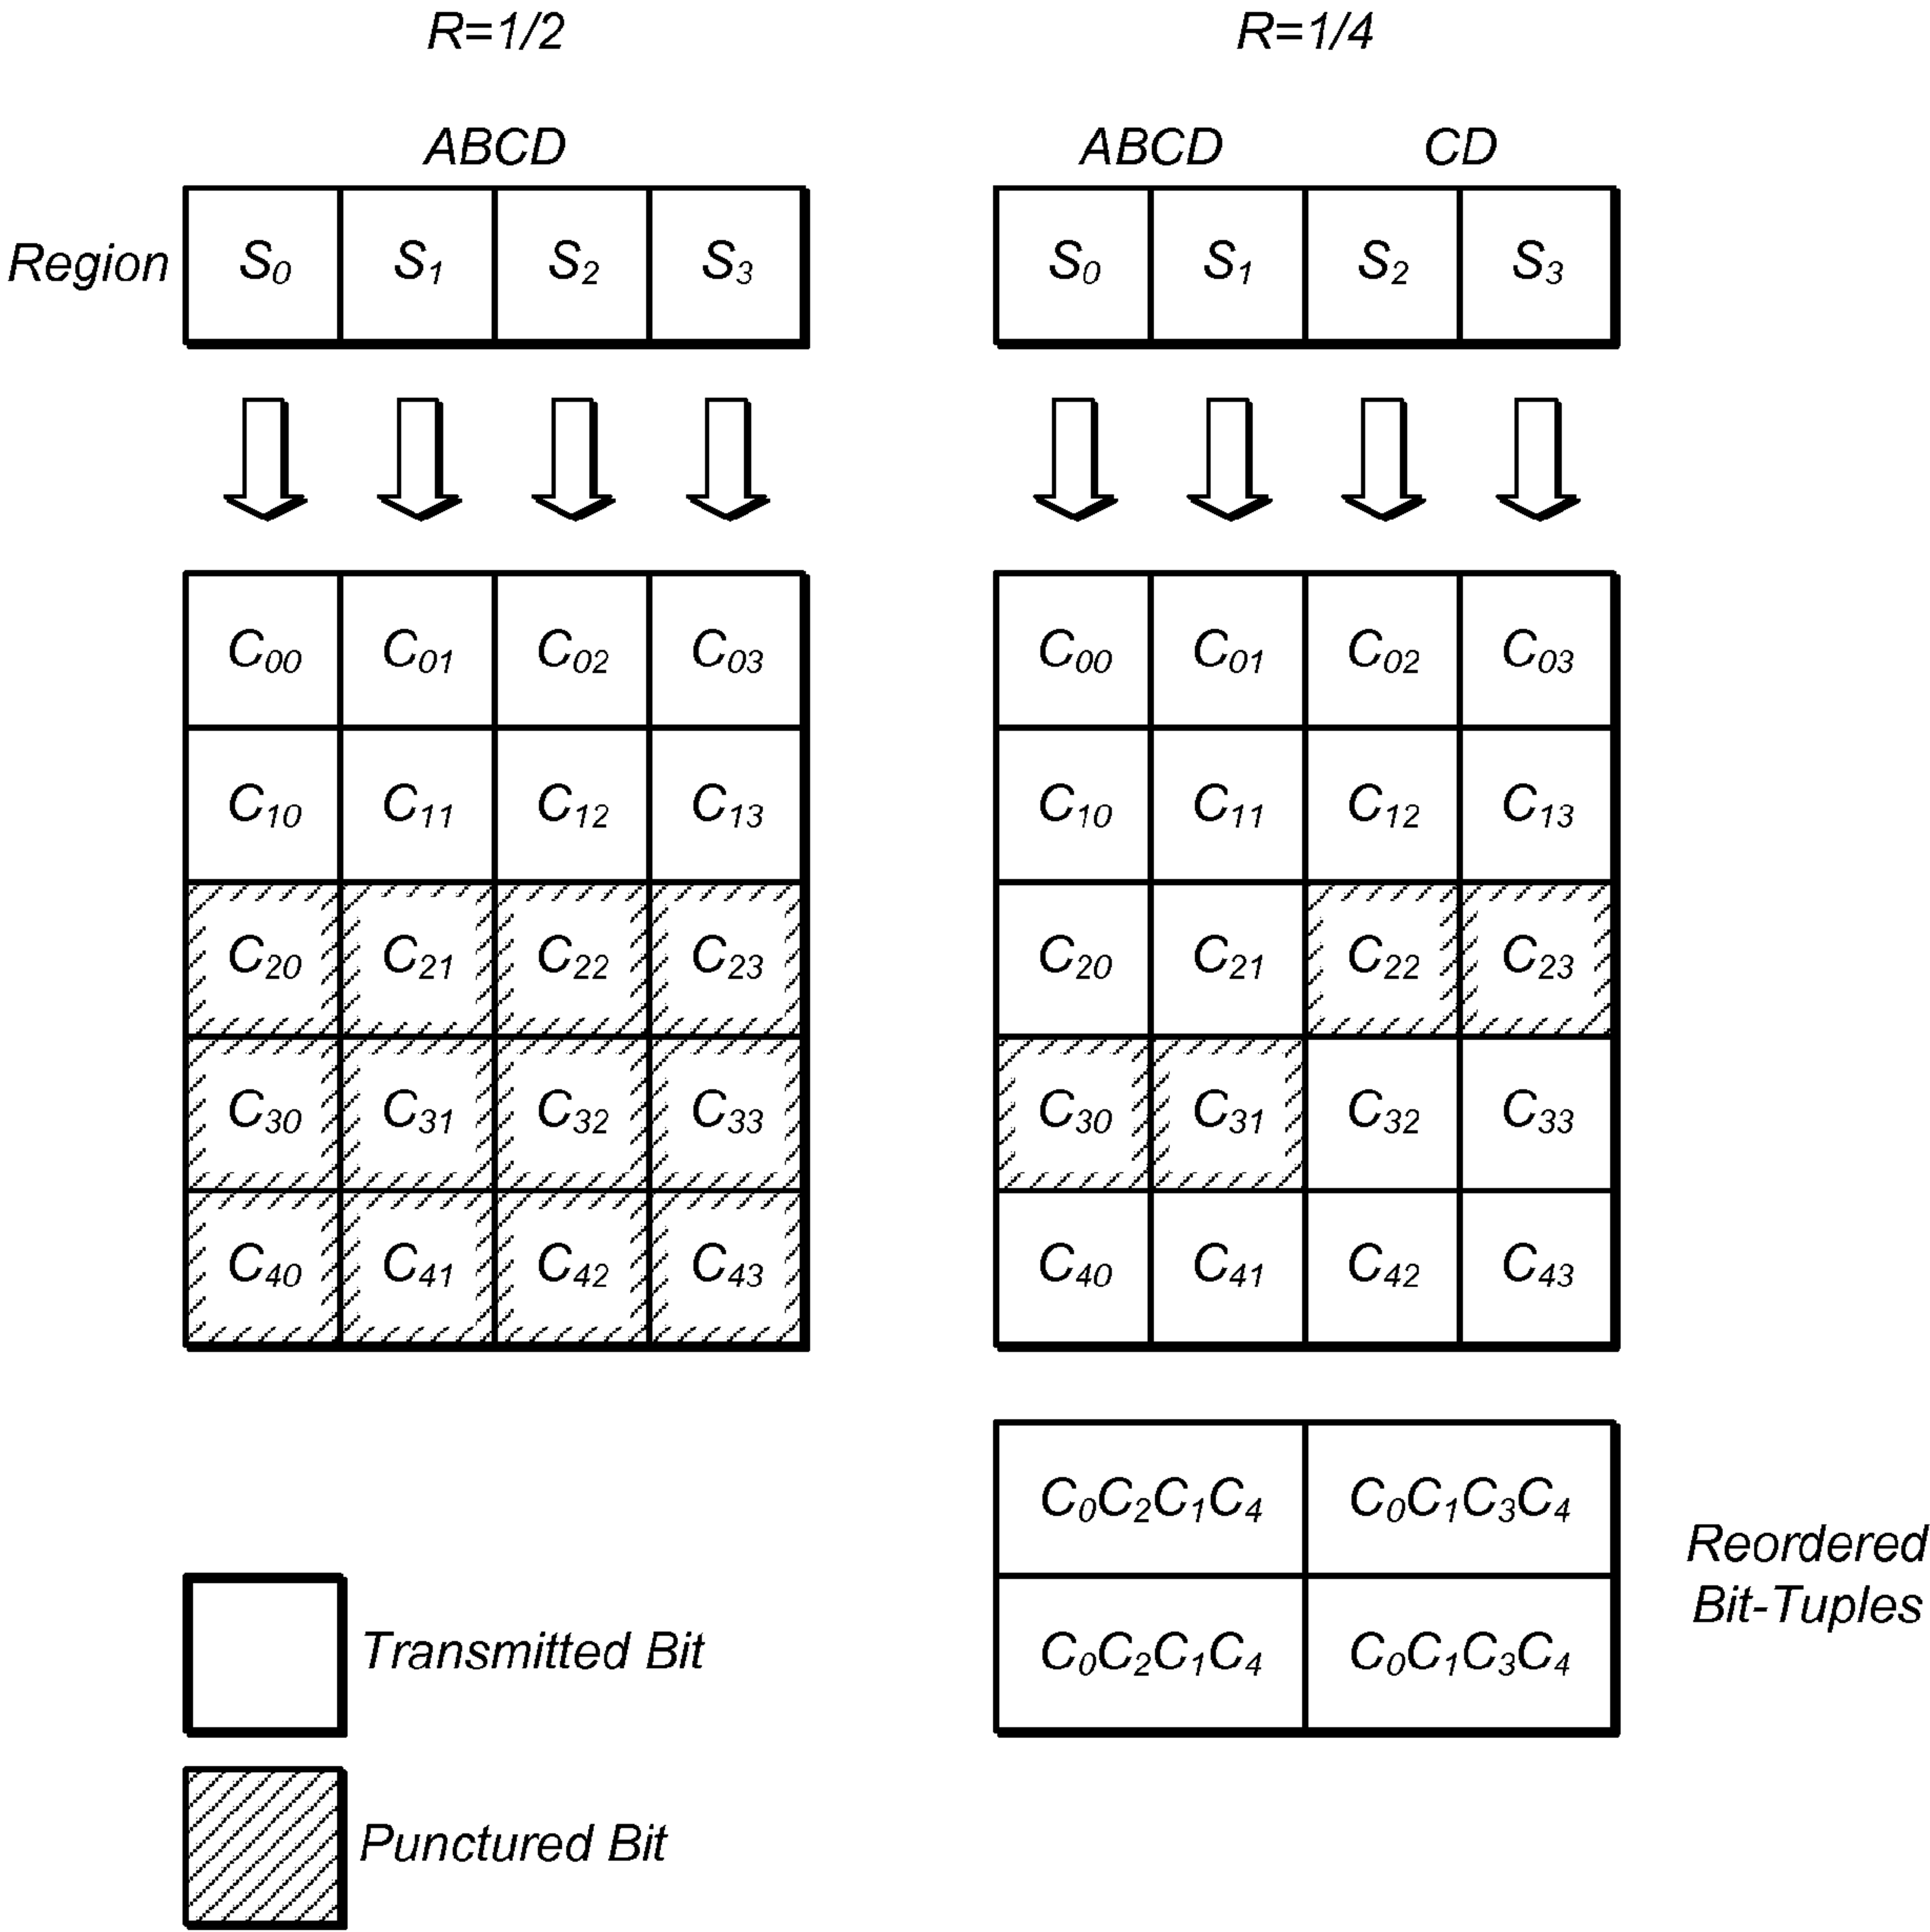 R=1/2 R=1/4
ABCD ABCD CD
Region S0 S1 S2 S3 S0 S1 S2 S3
C00 C01 C02 C03 C00 C01 C02 C03
C10 C11 C12 C13 C10 C11 C12 C13
C20 C21 C22 C23 C20 C21 C22 C23
C30 C31 C32 C33 C30 C31 C32 C33
C40 C41 C42 C43 C40 C41 C42 C43
C0C2C1C4 C0C1C3C4
Reordered
Bit-Tuples
C0C2C1C4 C0C1C3C4
Transmitted Bit
Punctured Bit